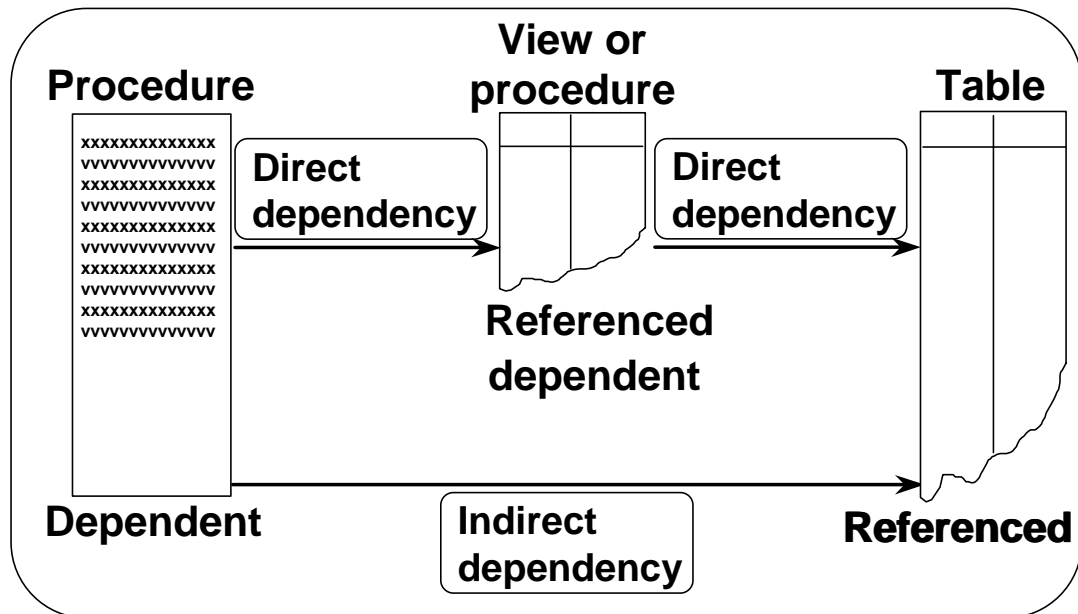 View or
procedure
Procedure
Table
xxxxxxxxxxxxxx
vvvvvvvvvvvvvv
xxxxxxxxxxxxxx
vvvvvvvvvvvvvv
xxxxxxxxxxxxxx
vvvvvvvvvvvvvv
xxxxxxxxxxxxxx
vvvvvvvvvvvvvv
xxxxxxxxxxxxxx
vvvvvvvvvvvvvv
Direct
dependency
Direct
dependency
Referenced
dependent
Dependent
Indirect
dependency
Referenced